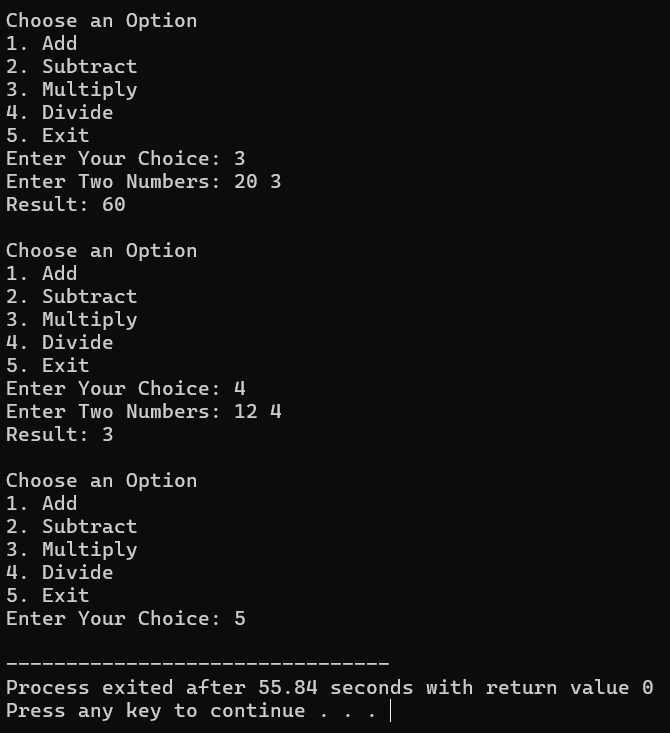 Choose an Option
1. Add
2. Subtract
3. Multiply
4. Divide
5. Exit
Enter Your Choice: 3
Enter Two Numbers: 20 3
Result: 60

Choose an Option
1. Add
2. Subtract
3. Multiply
4. Divide
5. Exit
Enter Your Choice: 4
Enter Two Numbers: 12 4
Result: 3

Choose an Option
1. Add
2. Subtract
3. Multiply
4. Divide
5. Exit
Enter Your Choice: 5

--------------------------------
Process exited after 55.84 seconds with return value 0
Press any key to continue . . .